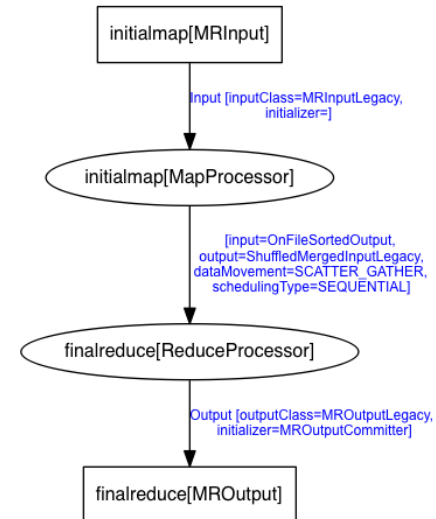 initialmap[MRInput]
Input [inputClass=MRInputLegacy,
initializer=]
initialmap[MapProcessor]
[input=OnFileSortedOutput,
output=ShuffledMergedInputLegacy,
dataMovement=SCATTER_GATHER,
schedulingType=SEQUENTIAL]
finalreduce[ReduceProcessor]
Output [outputClass=MROutputLegacy,
initializer=MROutputCommitter]
finalreduce[MROutput]